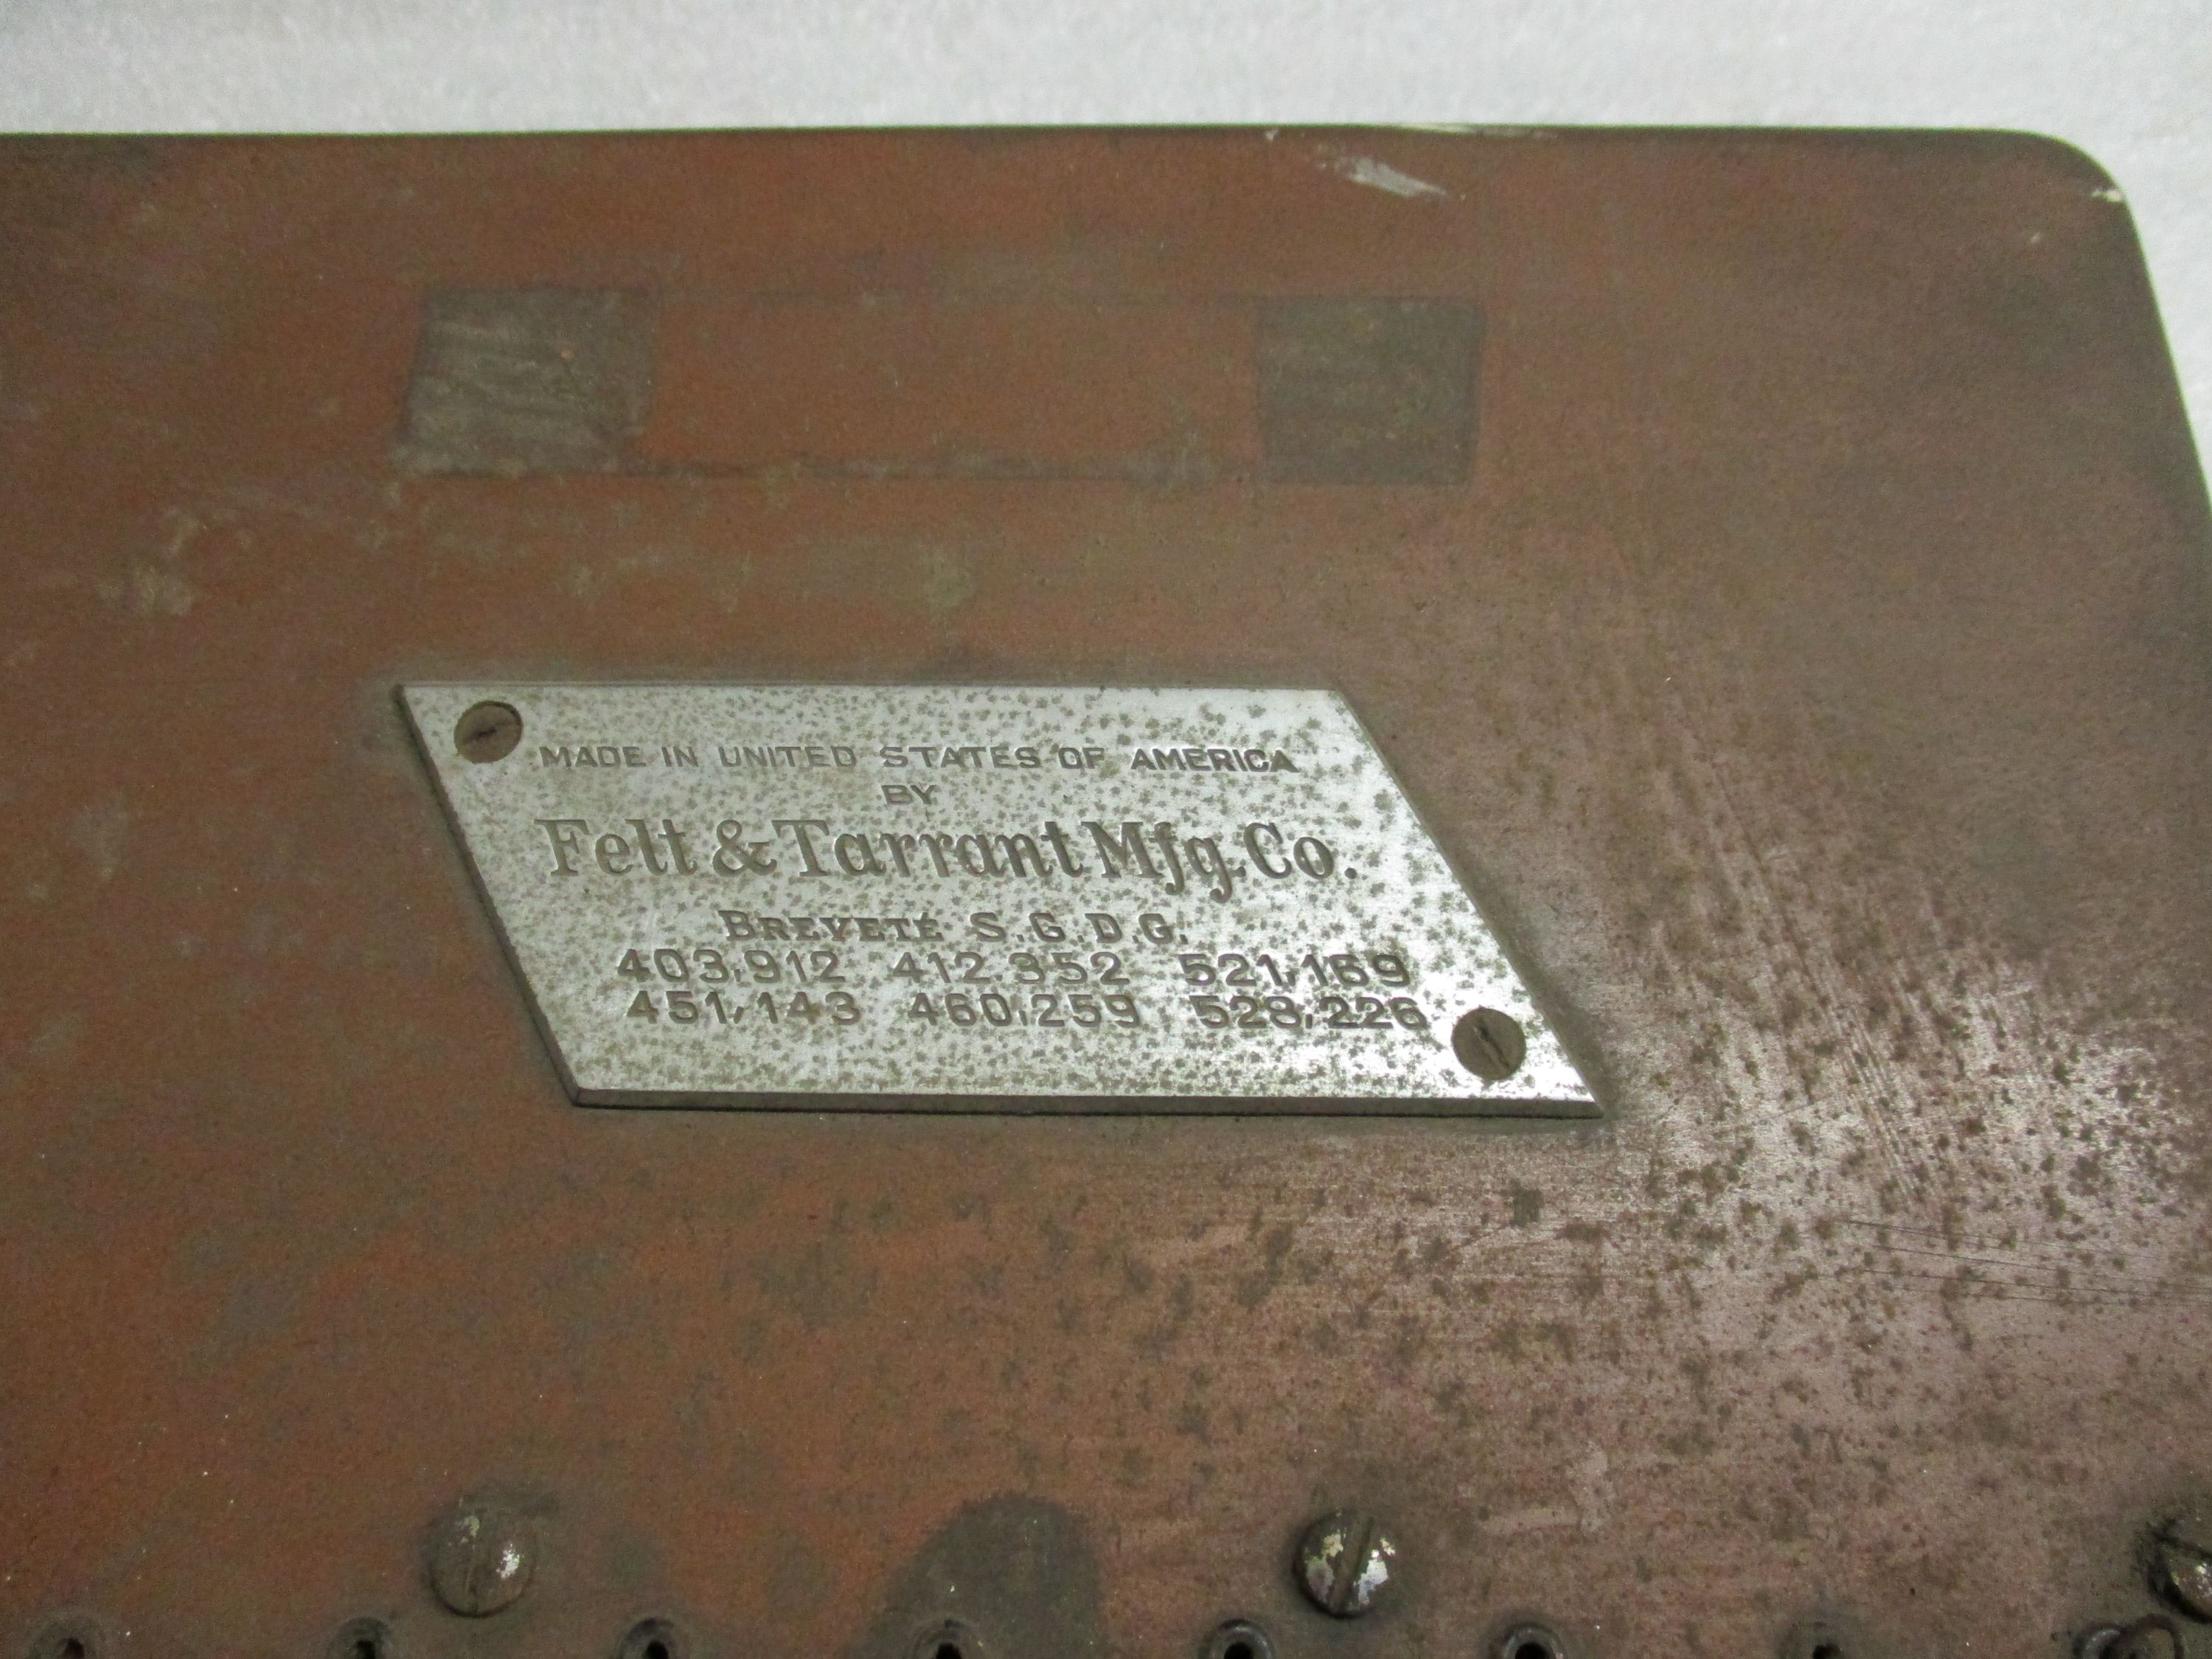 MADE IN UNITED STATES OF AMERICA
BY
Felt & Tarrant Mfg. Co.
BREVETÉ S.G.D.G.
403,912 412,352 521,169
451,143 460,259 528,226